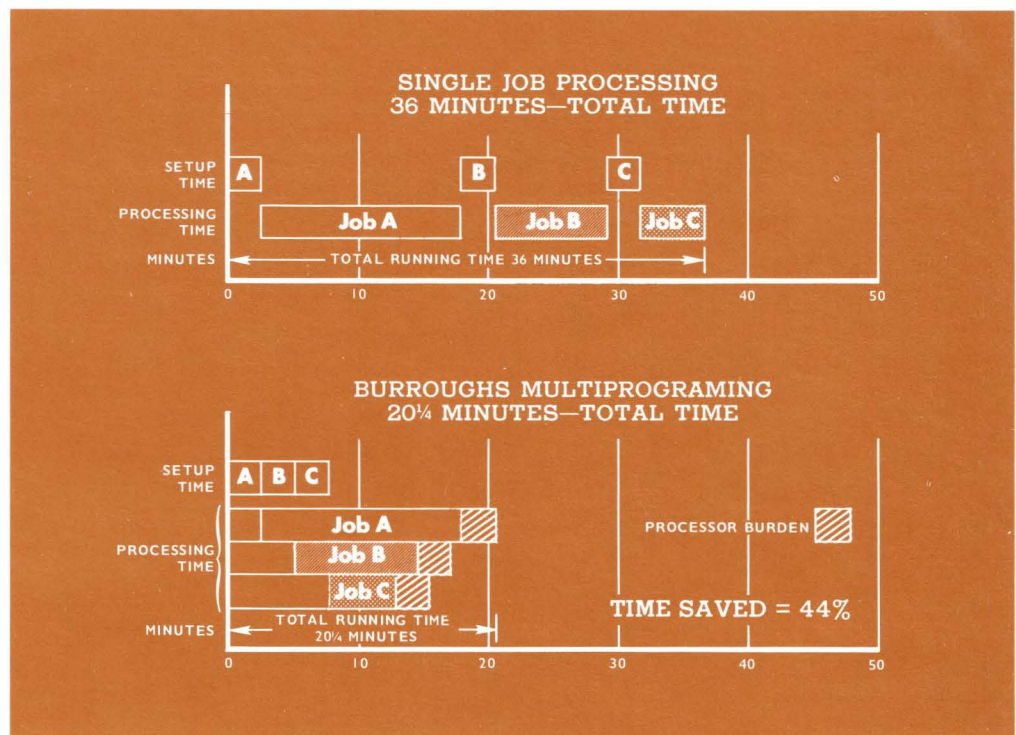 SINGLE JOB PROCESSING
36 MINUTES—TOTAL TIME
SETUP
TIME
A
B
C
PROCESSING
TIME
Job A
Job B
Job C
MINUTES
TOTAL RUNNING TIME 36 MINUTES
0 10 20 30 40 50
BURROUGHS MULTIPROGRAMING
20¼ MINUTES—TOTAL TIME
SETUP
TIME
A
B
C
PROCESSING
TIME
Job A
Job B
Job C
PROCESSOR BURDEN
TIME SAVED = 44%
MINUTES
TOTAL RUNNING TIME
20¼ MINUTES
0 10 20 30 40 50